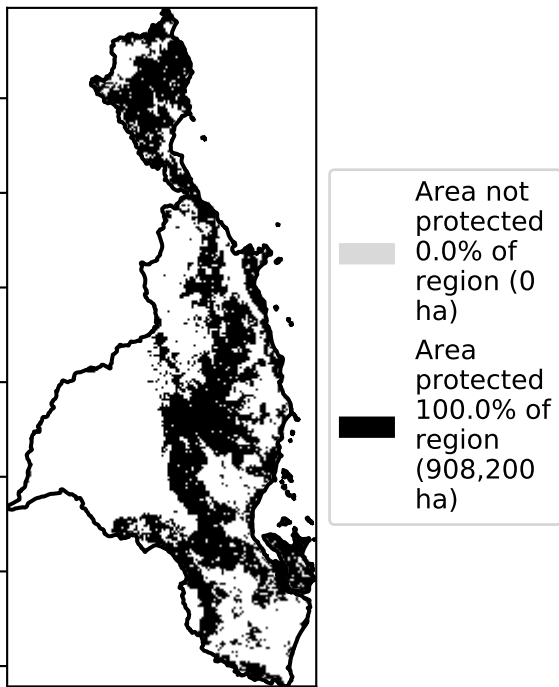 Area not
protected
0.0% of
region (0
ha)
Area
protected
100.0% of
region
(908,200
ha)